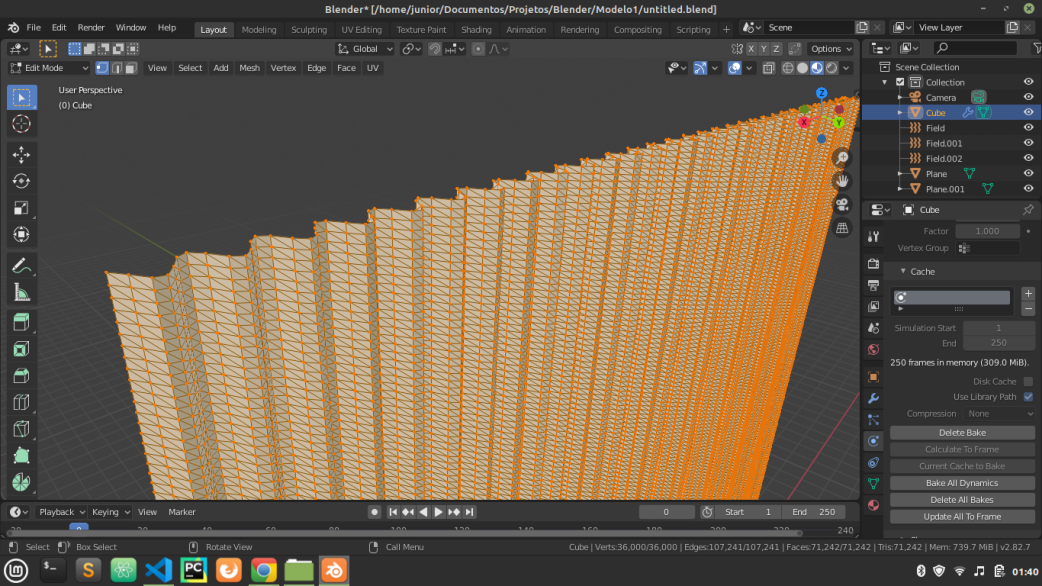 Blender* [/home/junior/Documentos/Projetos/Blender/Modelo1/untitled.blend]
File Edit Render Window Help Layout Modeling Sculpting UV Editing Texture Paint Shading Animation Rendering Compositing Scripting + Scene View Layer
Global X Y Z Options
Edit Mode View Select Add Mesh Vertex Edge Face UV
User Perspective
(0) Cube
Z
X Y
Scene Collection
Collection
Camera
Cube
Field
Field.001
Field.002
Plane
Plane.001
Cube
Factor 1.000
Vertex Group
Cache
Simulation Start 1
End 250
250 frames in memory (309.0 MiB).
Disk Cache
Use Library Path
Compression None
Delete Bake
Calculate To Frame
Current Cache to Bake
Bake All Dynamics
Delete All Bakes
Update All To Frame
Playback Keying View Marker 0 Start 1 End 250
0 40 60 80 100 120 140 160 180 200 220 240
Select Box Select Rotate View Call Menu Cube | Verts:36,000/36,000 | Edges:107,241/107,241 | Faces:71,242/71,242 | Tris:71,242 | Mem: 739.7 MiB | v2.82.7
01:40